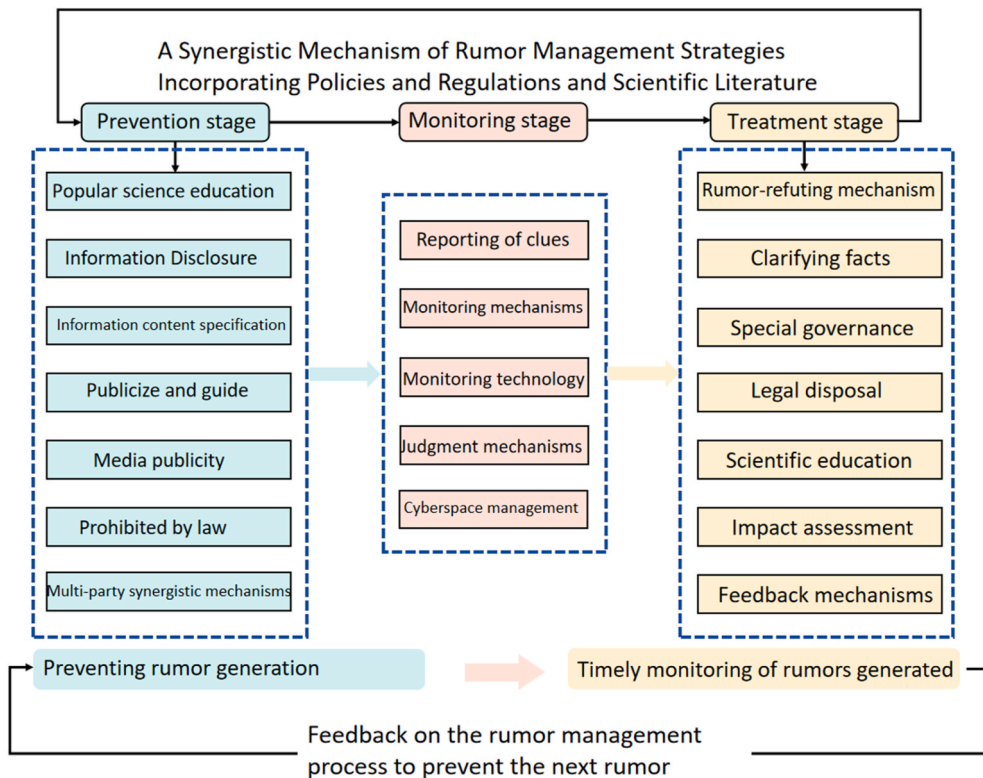 A Synergistic Mechanism of Rumor Management Strategies
Incorporating Policies and Regulations and Scientific Literature
Prevention stage
Monitoring stage
Treatment stage
Popular science education
Information Disclosure
Information content specification
Publicize and guide
Media publicity
Prohibited by law
Multi-party synergistic mechanisms
Reporting of clues
Monitoring mechanisms
Monitoring technology
Judgment mechanisms
Cyberspace management
Rumor-refuting mechanism
Clarifying facts
Special governance
Legal disposal
Scientific education
Impact assessment
Feedback mechanisms
Preventing rumor generation
Timely monitoring of rumors generated
Feedback on the rumor management
process to prevent the next rumor